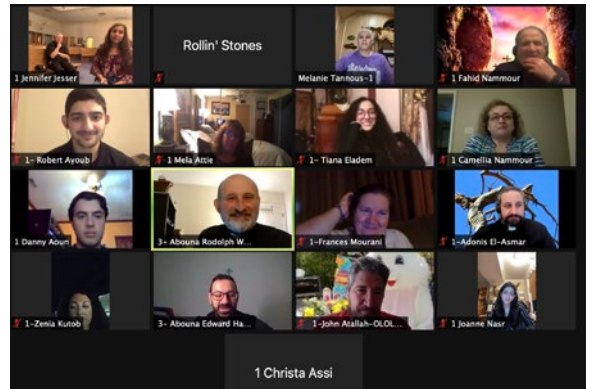 1 Jennifer Jesser
Rollin' Stones
Melanie Tannous-1
1 Fahid Nammour
1- Robert Ayoub
1 Mela Attie
1- Tiana Eladem
1 Camellia Nammour
1 Danny Aoun
3- Abouna Rodolph W...
1-Frances Mourani
1-Adonis El-Asmar
1-Zenia Kutob
3- Abouna Edward Ha...
1-John Atallah-OLOL...
1 Joanne Nasr
1 Christa Assi